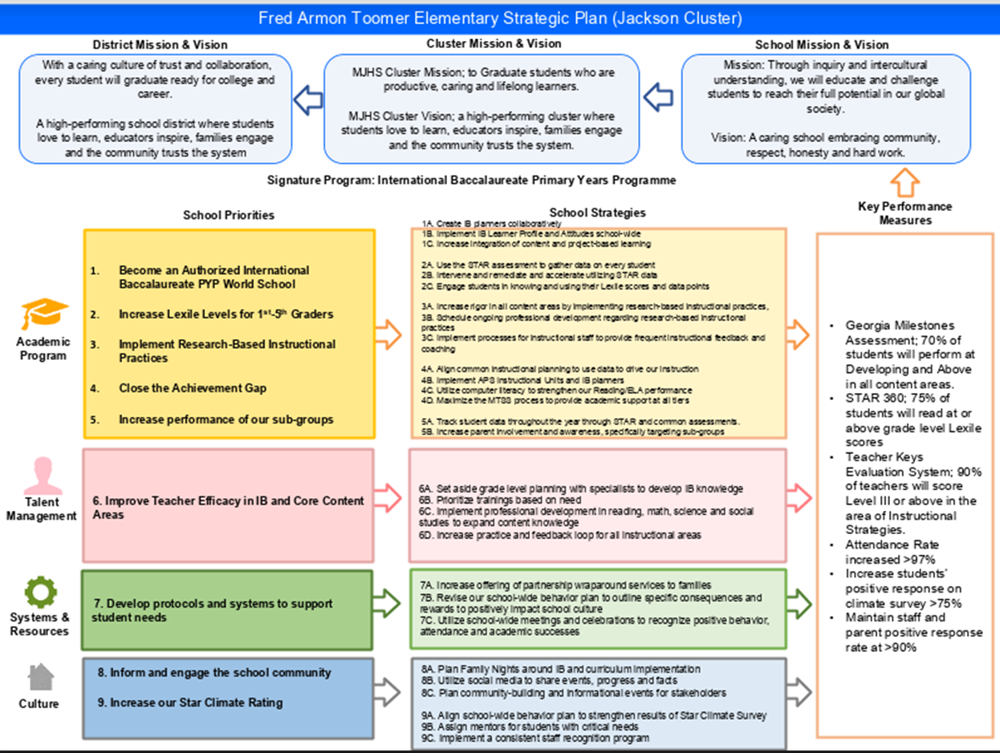 Fred Armon Toomer Elementary Strategic Plan (Jackson Cluster)
District Mission & Vision
With a caring culture of trust and collaboration,
every student will graduate ready for college and
career.
A high-performing school district where students
love to learn, educators inspire, families engage
and the community trusts the system
Cluster Mission & Vision
MJHS Cluster Mission; to Graduate students who are
productive, caring and lifelong learners.
MJHS Cluster Vision; a high-performing cluster where
students love to learn, educators inspire, families engage
and the community trusts the system.
School Mission & Vision
Mission: Through inquiry and intercultural
understanding, we will educate and challenge
students to reach their full potential in our global
society.
Vision: A caring school embracing community,
respect, honesty and hard work.
Signature Program: International Baccalaureate Primary Years Programme
School Priorities
School Strategies
Key Performance
Measures
Academic
Program
1. Become an Authorized International
Baccalaureate PYP World School
2. Increase Lexile Levels for 1st-5th Graders
3. Implement Research-Based Instructional
Practices
4. Close the Achievement Gap
5. Increase performance of our sub-groups
1A. Create IB planners collaboratively
1B. Implement IB Learner Profile and Attitudes school-wide
1C. Increase integration of content and project-based learning
2A. Use the STAR assessment to gather data on every student
2B. Intervene and remediate and accelerate utilizing STAR data
2C. Engage students in knowing and using their Lexile scores and data points
3A. Increase rigor in all content areas by implementing research-based instructional practices,
3B. Schedule ongoing professional development regarding research-based instructional
practices
3C. Implement processes for instructional staff to provide frequent instructional feedback and
coaching
4A. Align common instructional planning to use data to drive our instruction
4B. Implement APS Instructional Units and IB planners
4C. Utilize computer literacy to strengthen our Reading/ELA performance
4D. Maximize the MTSS process to provide academic support at all tiers
5A. Track student data throughout the year through STAR and common assessments.
5B. Increase parent involvement and awareness, specifically targeting sub-groups
Talent
Management
6. Improve Teacher Efficacy in IB and Core Content
Areas
6A. Set aside grade level planning with specialists to develop IB knowledge
6B. Prioritize trainings based on need
6C. Implement professional development in reading, math, science and social
studies to expand content knowledge
6D. Increase practice and feedback loop for all instructional areas
Systems &
Resources
7. Develop protocols and systems to support
student needs
7A. Increase offering of partnership wraparound services to families
7B. Revise our school-wide behavior plan to outline specific consequences and
rewards to positively impact school culture
7C. Utilize school-wide meetings and celebrations to recognize positive behavior,
attendance and academic successes
Culture
8. Inform and engage the school community
9. Increase our Star Climate Rating
8A. Plan Family Nights around IB and curriculum implementation
8B. Utilize social media to share events, progress and facts
8C. Plan community-building and informational events for stakeholders
9A. Align school-wide behavior plan to strengthen results of Star Climate Survey
9B. Assign mentors for students with critical needs
9C. Implement a consistent staff recognition program
• Georgia Milestones
Assessment; 70% of
students will perform at
Developing and Above
in all content areas.
• STAR 360; 75% of
students will read at or
above grade level Lexile
scores
• Teacher Keys
Evaluation System; 90%
of teachers will score
Level III or above in the
area of Instructional
Strategies.
• Attendance Rate
increased >97%
• Increase students'
positive response on
climate survey >75%
• Maintain staff and
parent positive response
rate at >90%